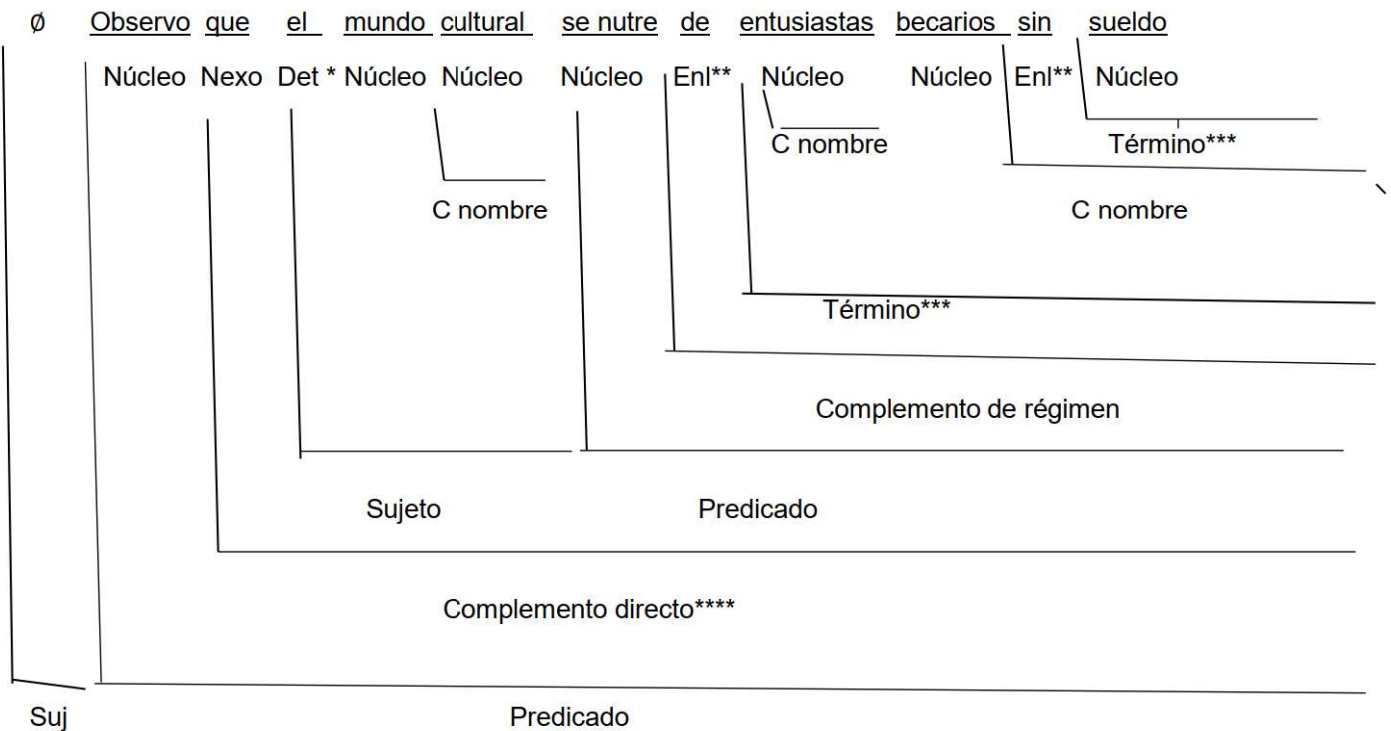 ø Observo que el mundo cultural se nutre de entusiastas becarios sin sueldo
Núcleo Nexo Det * Núcleo Núcleo Núcleo Enl** Núcleo Núcleo Enl** Núcleo
C nombre Término***
C nombre C nombre
Término***
Complemento de régimen
Sujeto Predicado
Complemento directo****
Suj Predicado